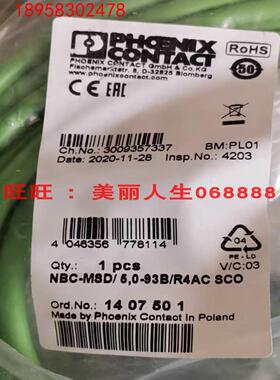 18958302478
PHOENIX
CONTACT
RoHS
50
PHOENIX CONTACT GmbH & Co.KG
Flachsmarktstr. 8, D-32825 Blomberg
www.phoenixcontact.com
CE EAC
Ch.No.: 3009357337 BM:PL01
Date: 2020-11-28 Insp.No.: 4203
旺旺：美丽人生068888
4 046356 778114
04
PE-LD
Qty.: 1 pcs V/C:03
NBC-MSD/ 5,0-93B/R4AC SCO
Ord.No.: 14 07 50 1
Made by Phoenix Contact in Poland